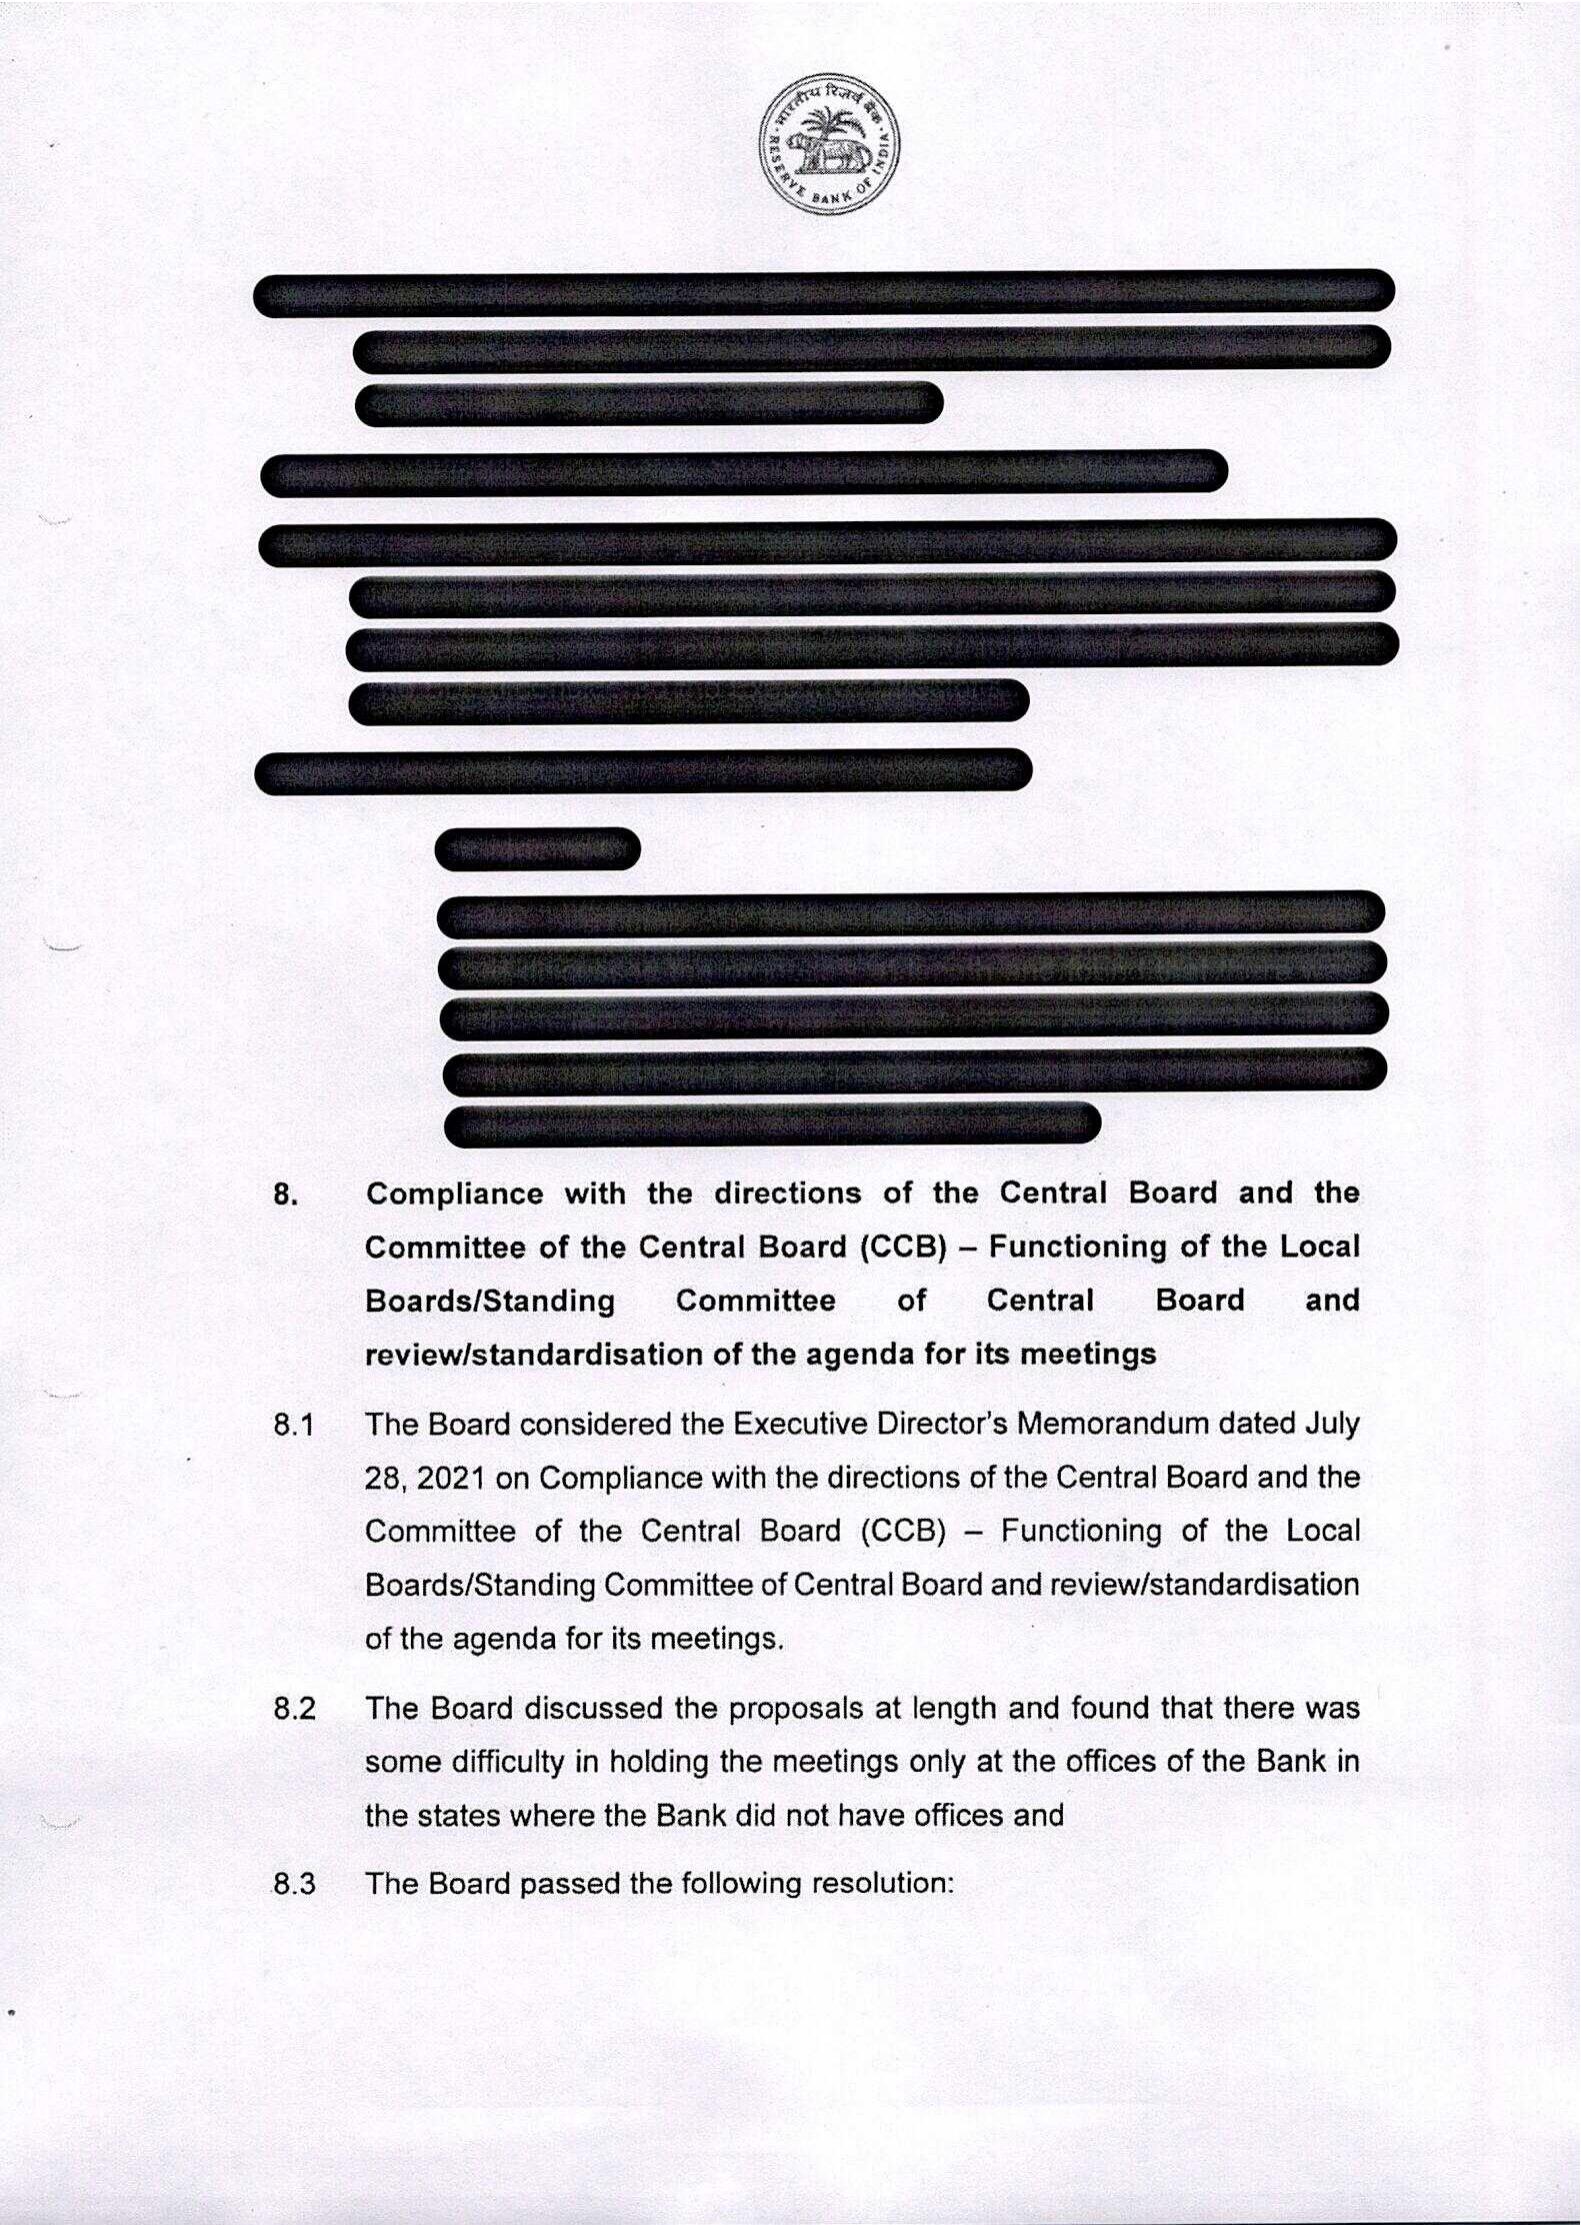 भारतीय रिज़र्व बैंक
RESERVE BANK OF INDIA
8. Compliance with the directions of the Central Board and the
Committee of the Central Board (CCB) – Functioning of the Local
Boards/Standing Committee of Central Board and
review/standardisation of the agenda for its meetings
8.1 The Board considered the Executive Director's Memorandum dated July
28, 2021 on Compliance with the directions of the Central Board and the
Committee of the Central Board (CCB) – Functioning of the Local
Boards/Standing Committee of Central Board and review/standardisation
of the agenda for its meetings.
8.2 The Board discussed the proposals at length and found that there was
some difficulty in holding the meetings only at the offices of the Bank in
the states where the Bank did not have offices and
8.3 The Board passed the following resolution: